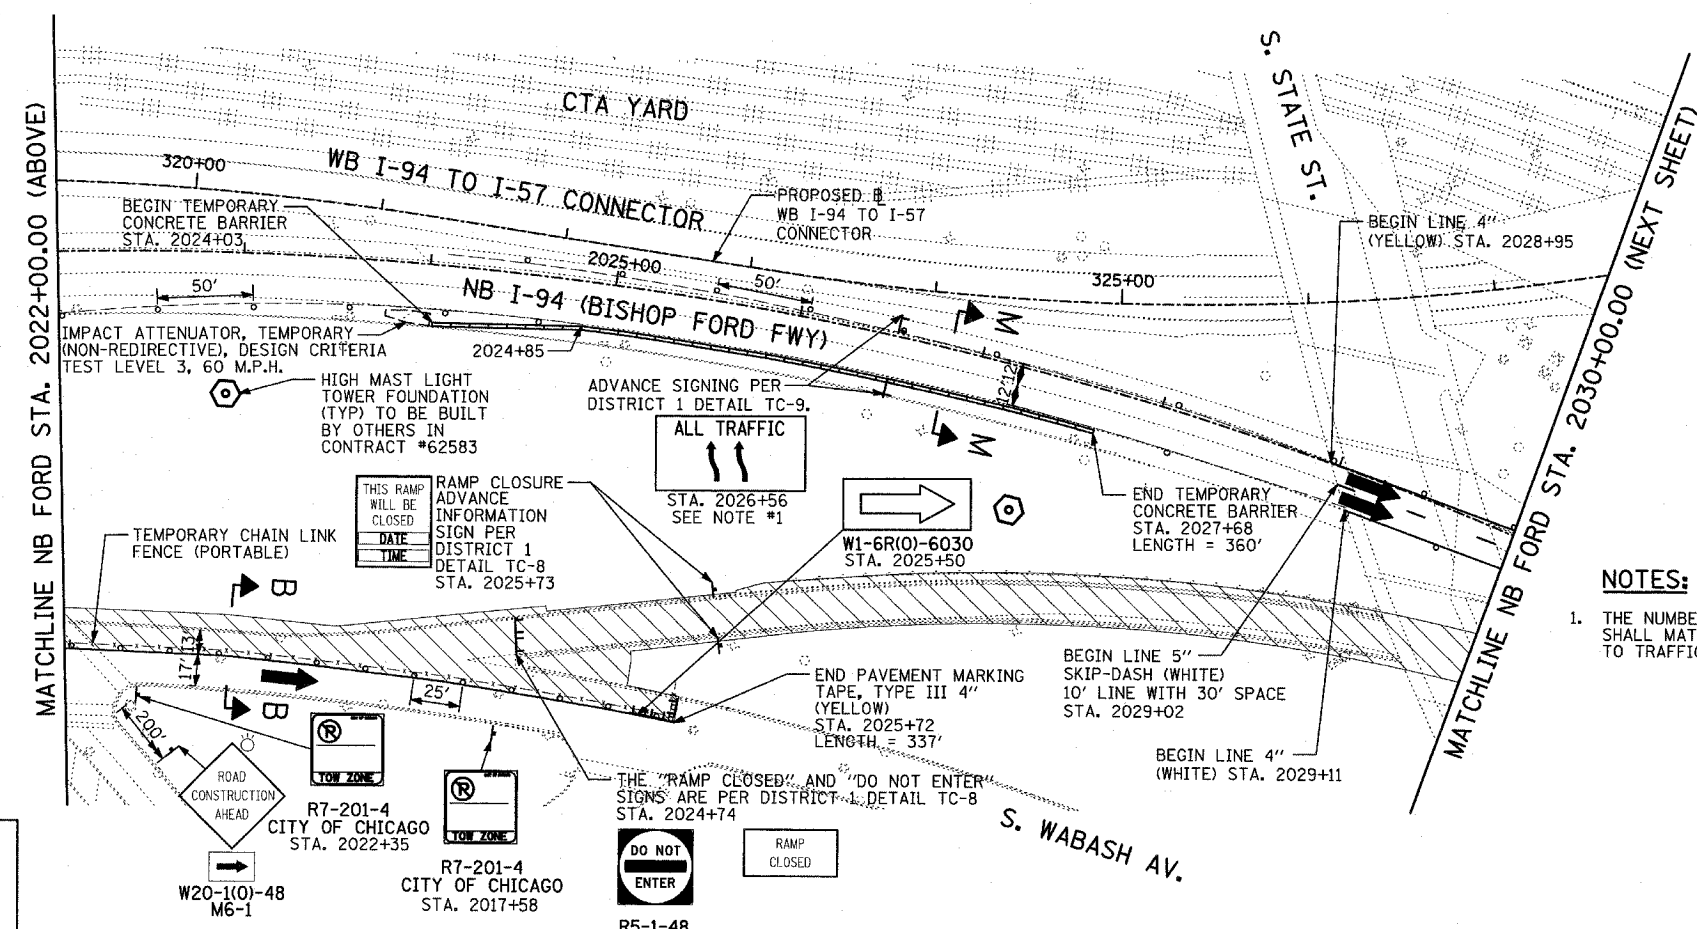 MATCHLINE NB FORD STA. 2022+00.00 (ABOVE)
CTA YARD
S. STATE ST.
320+00
WB I-94 TO I-57 CONNECTOR
BEGIN TEMPORARY
CONCRETE BARRIER
STA. 2024+03
PROPOSED ℄
WB I-94 TO I-57
CONNECTOR
BEGIN LINE 4"
(YELLOW) STA. 2028+95
2025+00
50'
50'
325+00
NB I-94 (BISHOP FORD FWY)
M
IMPACT ATTENUATOR, TEMPORARY
(NON-REDIRECTIVE), DESIGN CRITERIA
TEST LEVEL 3, 60 M.P.H.
2024+85
HIGH MAST LIGHT
TOWER FOUNDATION
(TYP) TO BE BUILT
BY OTHERS IN
CONTRACT #62583
ADVANCE SIGNING PER
DISTRICT 1 DETAIL TC-9.
12'
12'
M
ALL TRAFFIC
STA. 2026+56
SEE NOTE #1
THIS RAMP
WILL BE
CLOSED
DATE
TIME
RAMP CLOSURE
ADVANCE
INFORMATION
SIGN PER
DISTRICT 1
DETAIL TC-8
STA. 2025+73
W1-6R(O)-6030
STA. 2025+50
END TEMPORARY
CONCRETE BARRIER
STA. 2027+68
LENGTH = 360'
TEMPORARY CHAIN LINK
FENCE (PORTABLE)
B
13'
17'
25'
B
200'
END PAVEMENT MARKING
TAPE, TYPE III 4"
(YELLOW)
STA. 2025+72
LENGTH = 337'
BEGIN LINE 5"
SKIP-DASH (WHITE)
10' LINE WITH 30' SPACE
STA. 2029+02
BEGIN LINE 4"
(WHITE) STA. 2029+11
MATCHLINE NB FORD STA. 2030+00.00 (NEXT SHEET)
NOTES:
1. THE NUMBE
SHALL MAT
TO TRAFFI
ROAD
CONSTRUCTION
AHEAD
W20-1(O)-48
M6-1
P
TOW ZONE
R7-201-4
CITY OF CHICAGO
STA. 2022+35
P
TOW ZONE
R7-201-4
CITY OF CHICAGO
STA. 2017+58
THE "RAMP CLOSED" AND "DO NOT ENTER"
SIGNS ARE PER DISTRICT 1 DETAIL TC-8
STA. 2024+74
DO NOT
ENTER
R5-1-48
RAMP
CLOSED
S. WABASH AV.